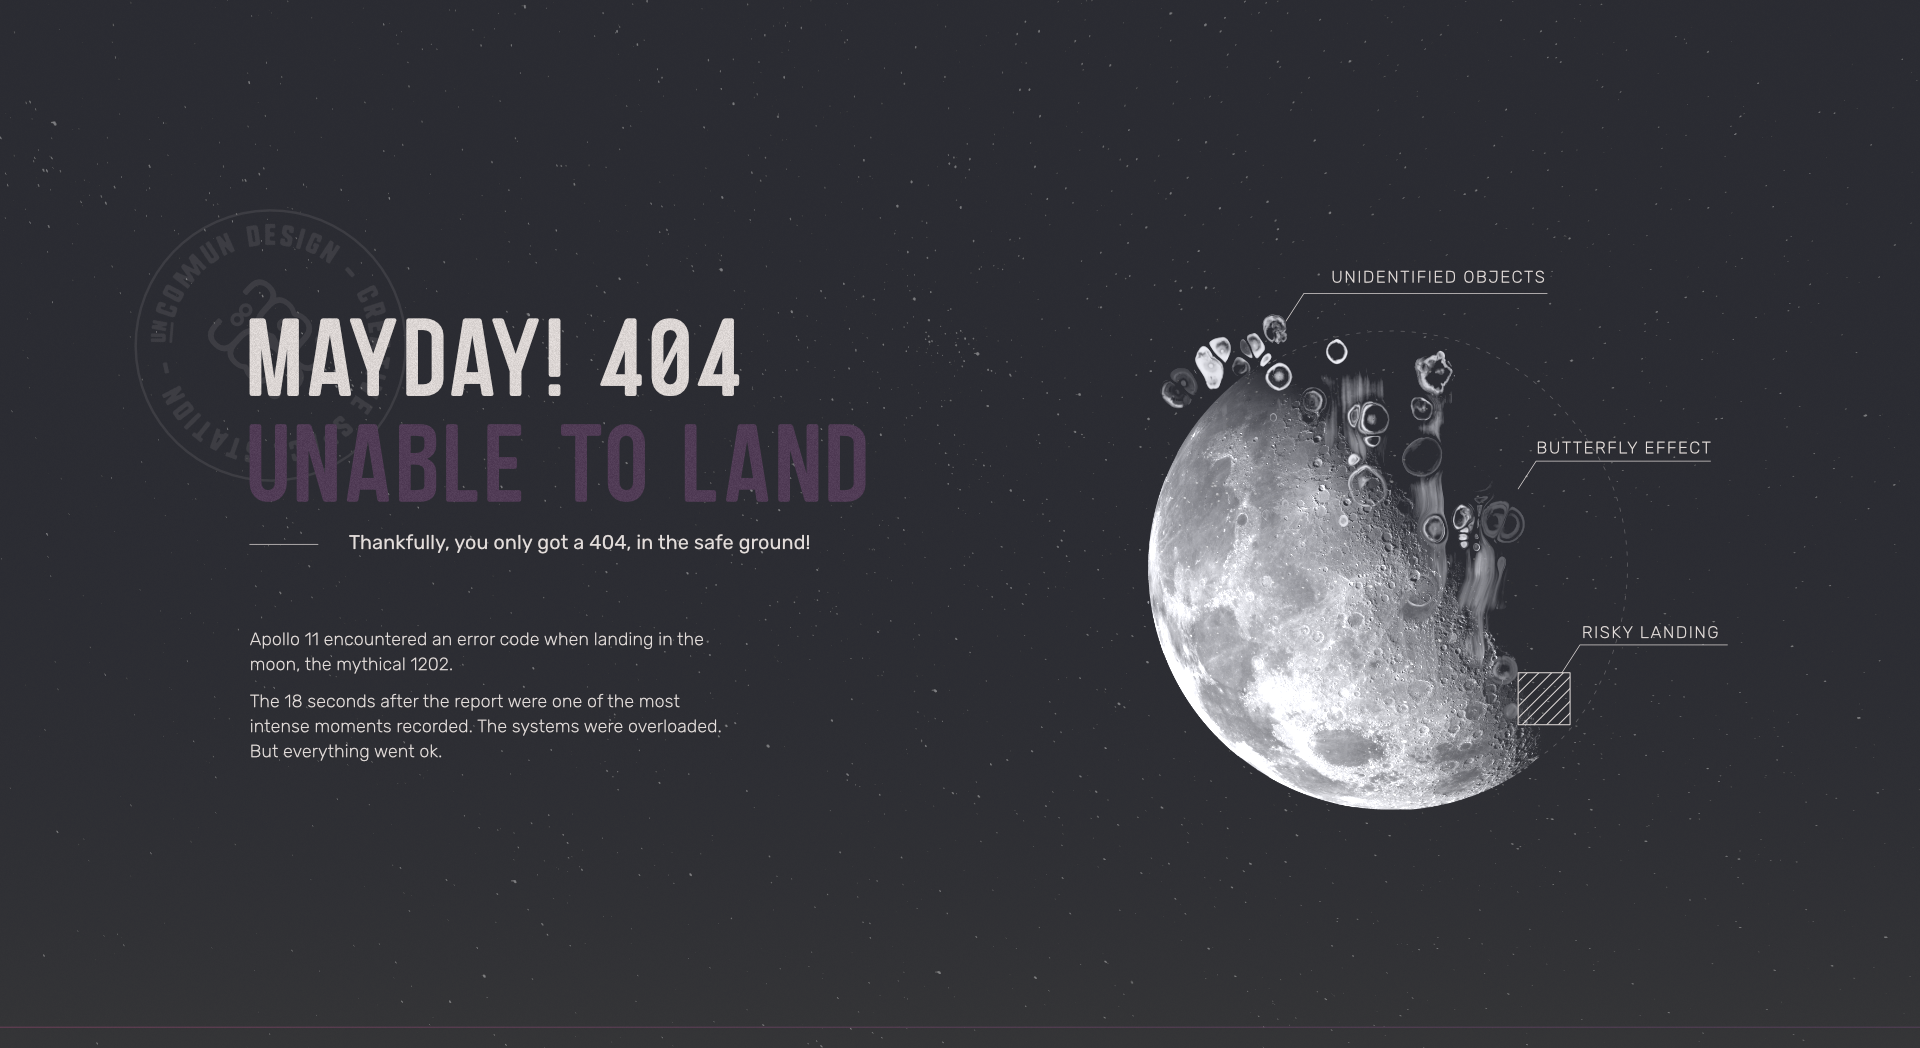 UNCOMMUN DESIGN -
MAYDAY! 404
UNABLE TO LAND
Thankfully, you only got a 404, in the safe ground!
Apollo 11 encountered an error code when landing in the
moon, the mythical 1202.
The 18 seconds after the report were one of the most
intense moments recorded. The systems were overloaded.
But everything went ok.
UNIDENTIFIED OBJECTS
BUTTERFLY EFFECT
RISKY LANDING